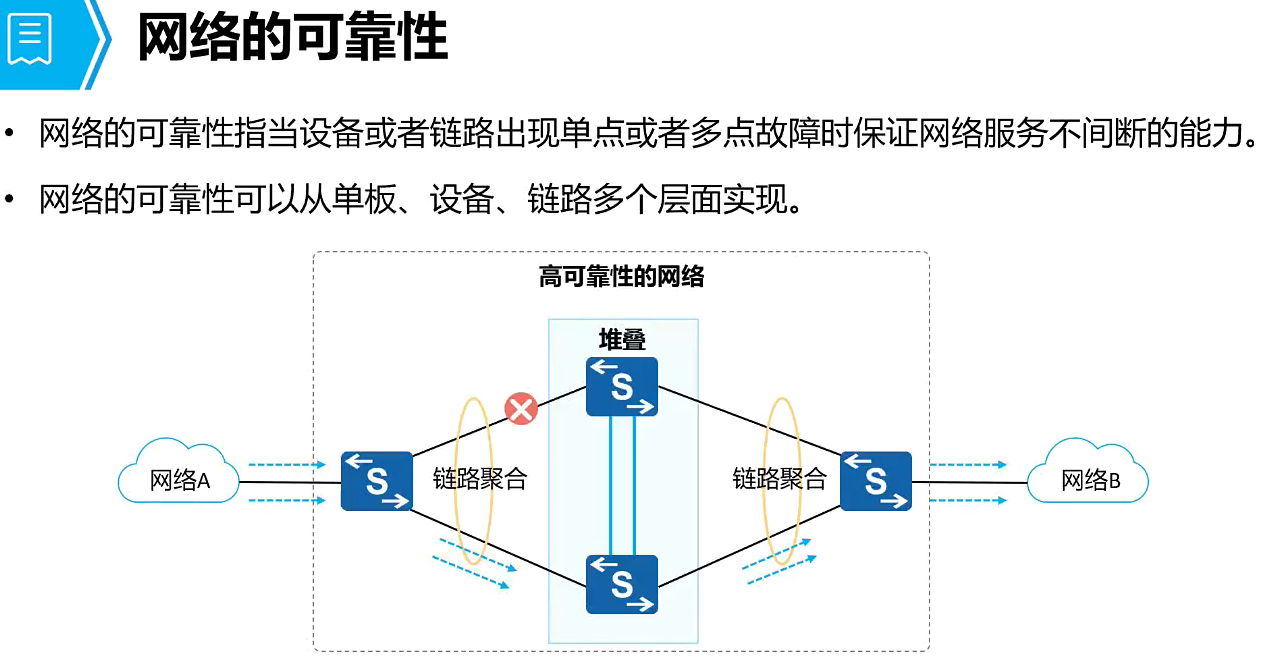 网络的可靠性
• 网络的可靠性指当设备或者链路出现单点或者多点故障时保证网络服务不间断的能力。
• 网络的可靠性可以从单板、设备、链路多个层面实现。
高可靠性的网络
堆叠
S
网络A
S
链路聚合
链路聚合
S
网络B
S